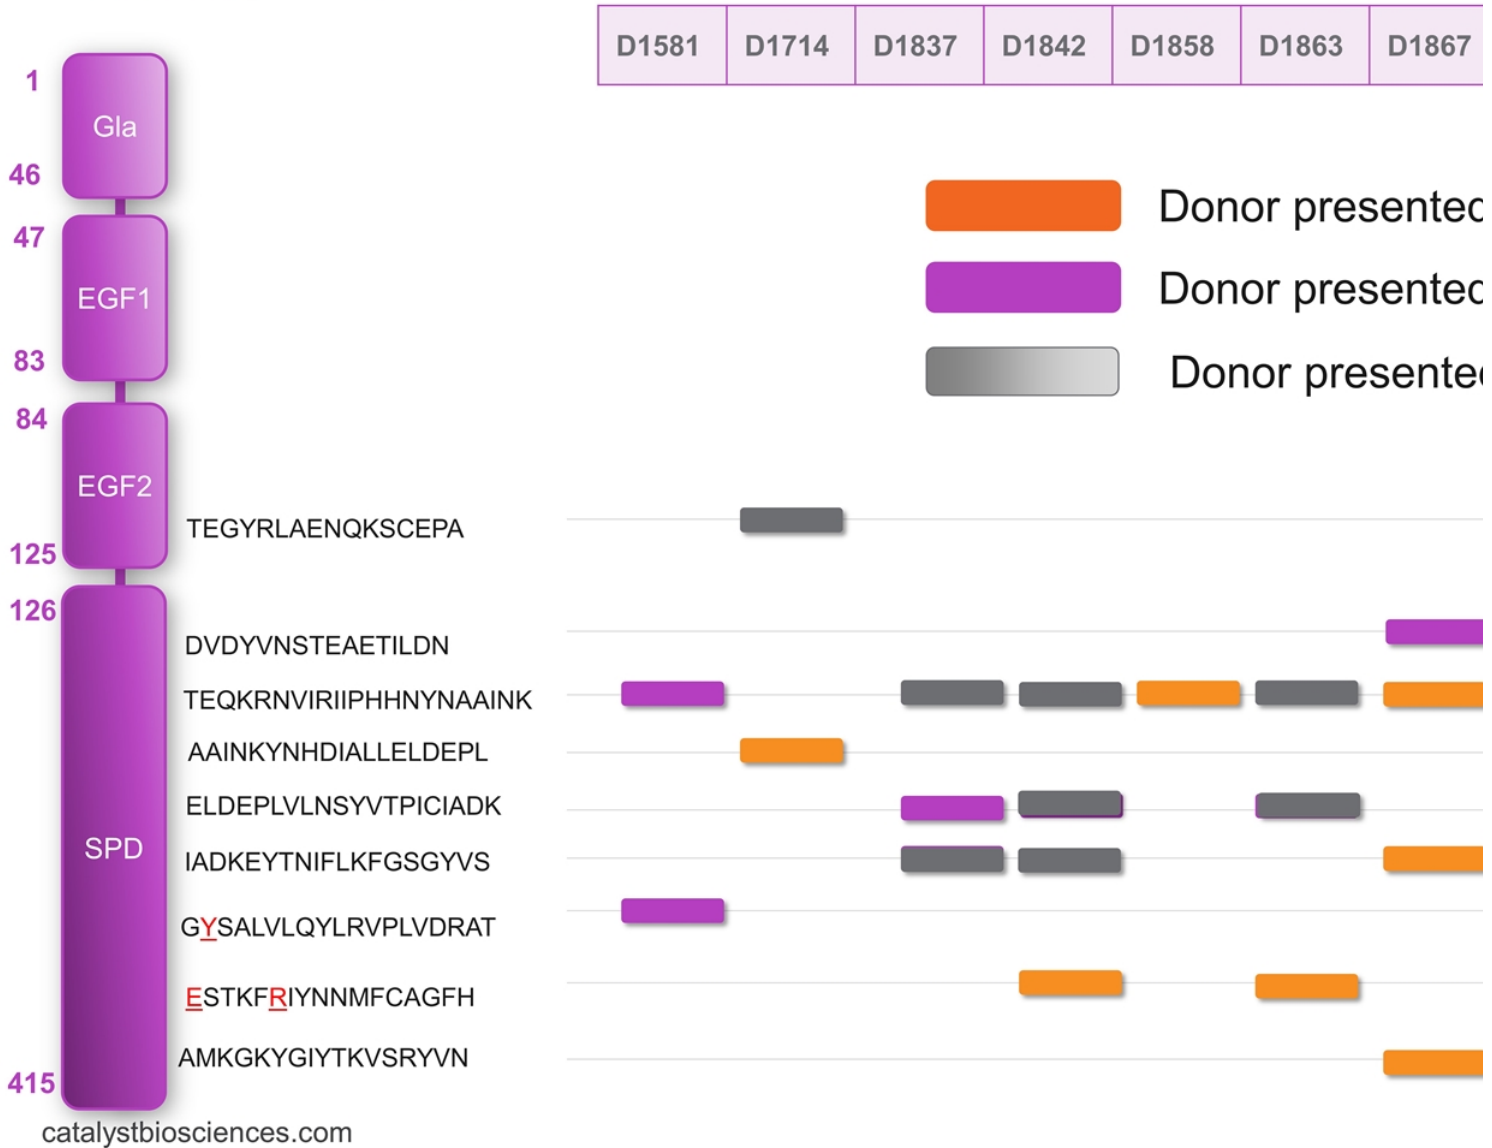 D1581 D1714 D1837 D1842 D1858 D1863 D1867
1
Gla
46
Donor presented
47
EGF1
Donor presented
83
Donor presented
84
EGF2
TEGYRLAENQKSCEPA
125
126
DVDYVNSTEAETILDN
TEQKRNVIRIIPHHNYNAAINK
AAINKYNHDIALLELDEPL
ELDEPLVLNSYVTPICIADK
SPD
IADKEYTNIFLKFGSGYVS
GYSALVLQYLRVPLVDRAT
ESTKFRIYNNMFCAGFH
AMKGKYGIYTKVSRYVN
415
catalystbiosciences.com